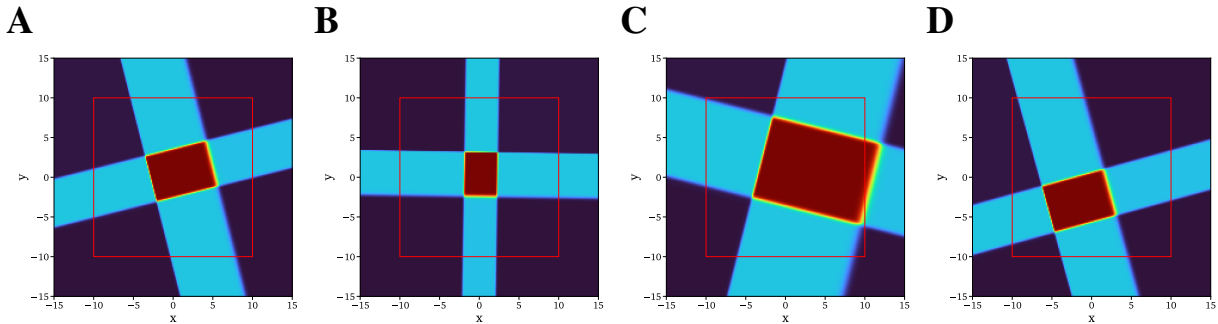 A B C D
15 15 15 15
10 10 10 10
5 5 5 5
0 0 0 0
−5 −5 −5 −5
−10 −10 −10 −10
−15 −15 −15 −15
y y y y
−15 −10 −5 0 5 10 15 −15 −10 −5 0 5 10 15 −15 −10 −5 0 5 10 15 −15 −10 −5 0 5 10 15
x x x x